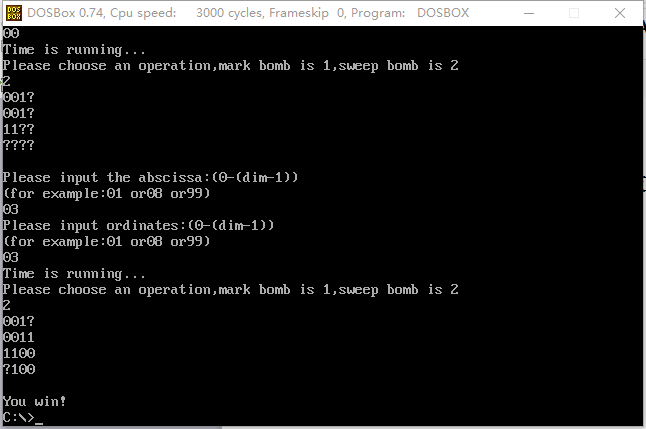 DOSBox 0.74, Cpu speed: 3000 cycles, Frameskip 0, Program: DOSBOX
00
Time is running...
Please choose an operation,mark bomb is 1,sweep bomb is 2
2
001?
001?
11??
????
Please input the abscissa:(0-(dim-1))
(for example:01 or08 or99)
03
Please input ordinates:(0-(dim-1))
(for example:01 or08 or99)
03
Time is running...
Please choose an operation,mark bomb is 1,sweep bomb is 2
2
001?
0011
1100
?100
You win!
C:\>_